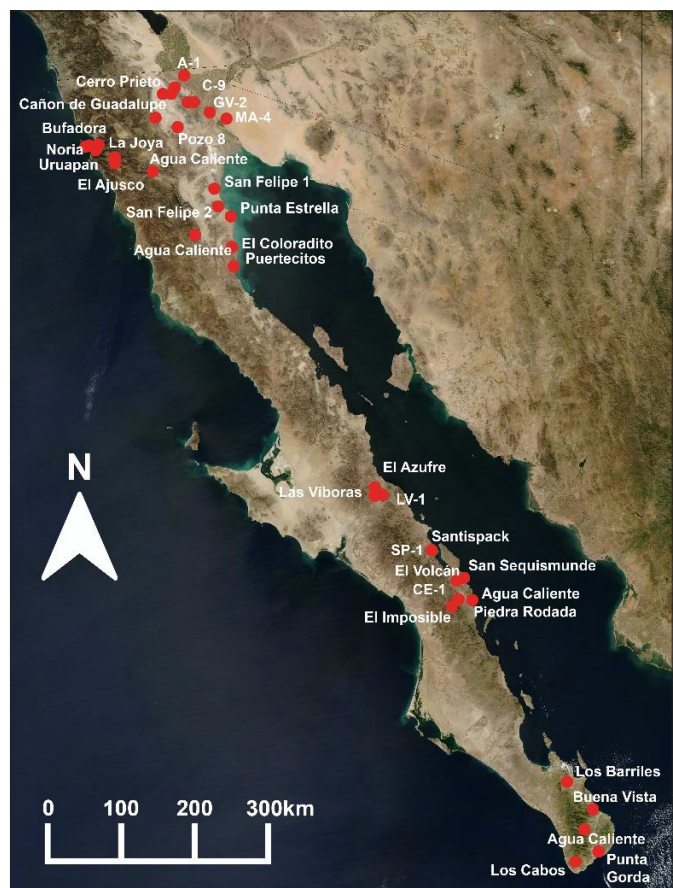 A-1
Cerro Prieto
C-9
Cañon de Guadalupe
GV-2
MA-4
Bufadora
Pozo 8
La Joya
Noria
Agua Caliente
Uruapan
El Ajusco
San Felipe 1
San Felipe 2
Punta Estrella
Agua Caliente
El Coloradito
Puertecitos
N
El Azufre
Las Víboras
LV-1
Santispack
SP-1
El Volcán
San Sequismunde
CE-1
Agua Caliente
Piedra Rodada
El Imposible
Los Barriles
Buena Vista
Agua Caliente
Los Cabos
Punta
Gorda
0 100 200 300km